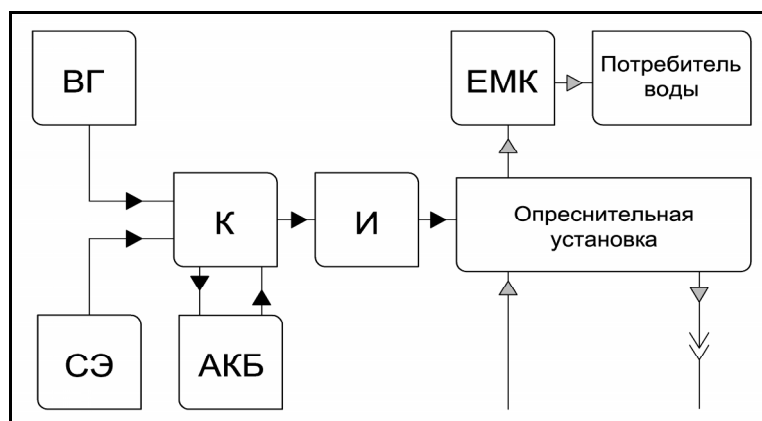 ВГ
ЕМК
Потребитель
воды
К
И
Опреснительная
установка
СЭ
АКБ